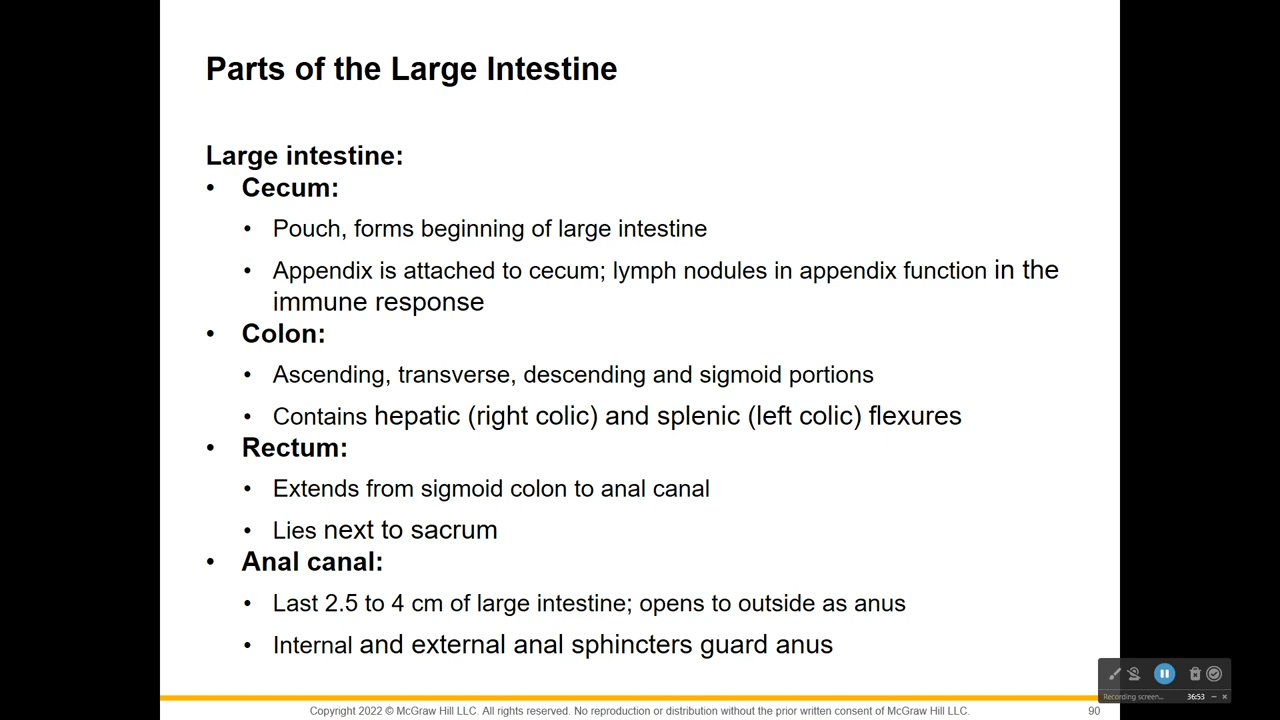 Parts of the Large Intestine
Large intestine:
• Cecum:
• Pouch, forms beginning of large intestine
• Appendix is attached to cecum; lymph nodules in appendix function in the
immune response
• Colon:
• Ascending, transverse, descending and sigmoid portions
• Contains hepatic (right colic) and splenic (left colic) flexures
• Rectum:
• Extends from sigmoid colon to anal canal
• Lies next to sacrum
• Anal canal:
• Last 2.5 to 4 cm of large intestine; opens to outside as anus
• Internal and external anal sphincters guard anus
Recording screen... 36:53
Copyright 2022 © McGraw Hill LLC. All rights reserved. No reproduction or distribution without the prior written consent of McGraw Hill LLC. 90